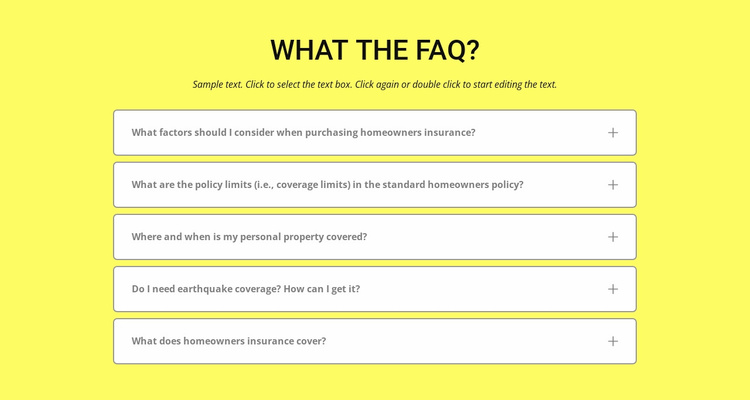 WHAT THE FAQ?
Sample text. Click to select the text box. Click again or double click to start editing the text.
What factors should I consider when purchasing homeowners insurance?
What are the policy limits (i.e., coverage limits) in the standard homeowners policy?
Where and when is my personal property covered?
Do I need earthquake coverage? How can I get it?
What does homeowners insurance cover?